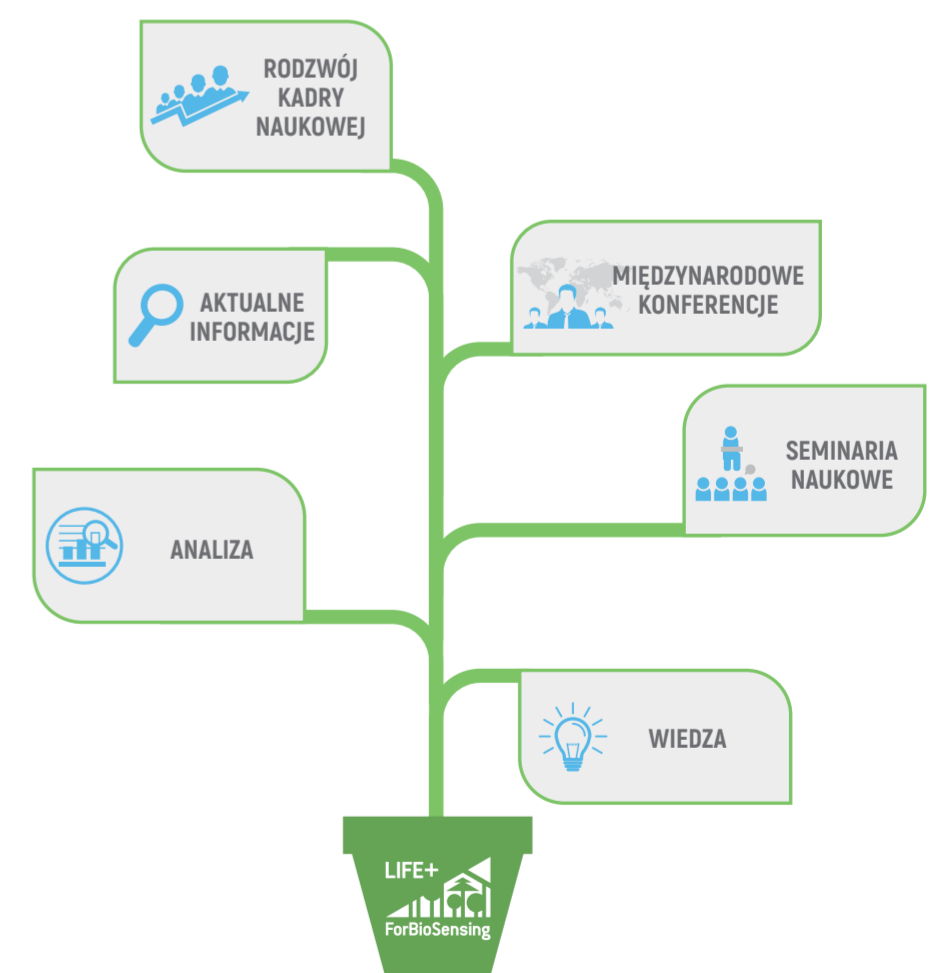 RODZWÓJ
KADRY
NAUKOWEJ
MIĘDZYNARODOWE
KONFERENCJE
AKTUALNE
INFORMACJE
SEMINARIA
NAUKOWE
ANALIZA
WIEDZA
LIFE+
ForBioSensing